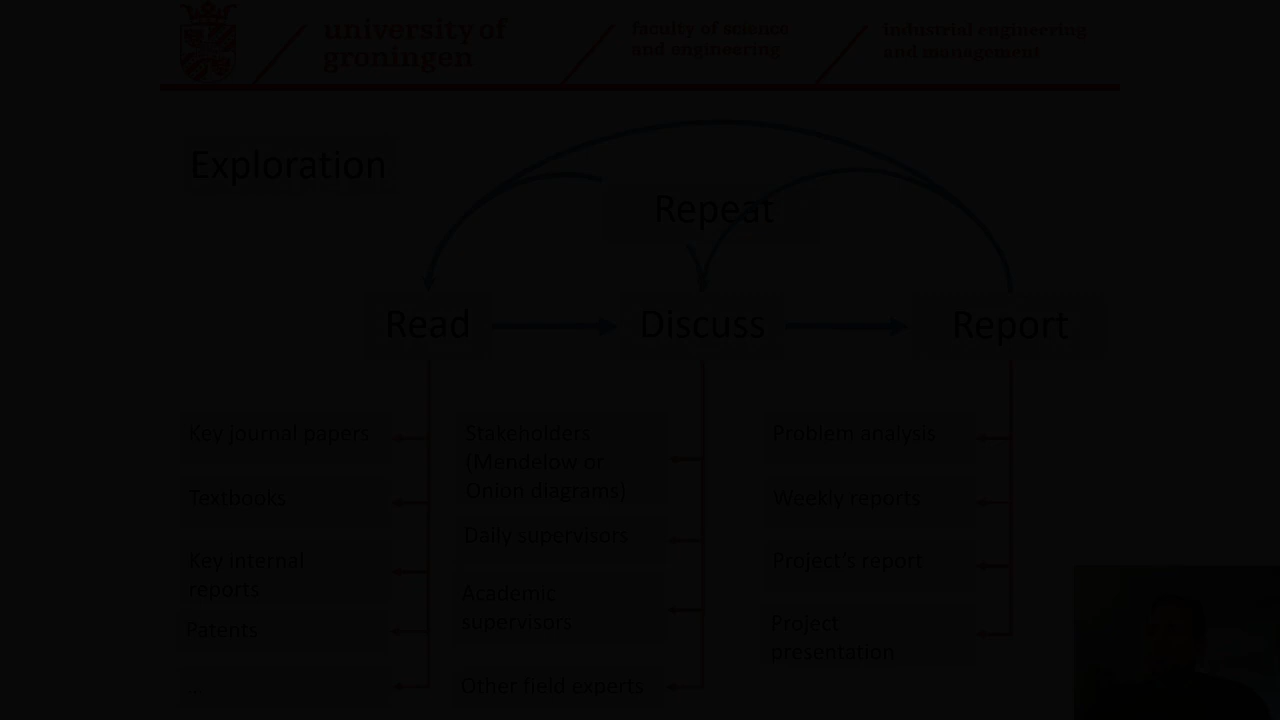 university of
groningen
faculty of science
and engineering
industrial engineering
and management
Exploration
Repeat
Read
Discuss
Report
Key journal papers
Textbooks
Key internal
reports
Patents
...
Stakeholders
(Mendelow or
Onion diagrams)
Daily supervisors
Academic
supervisors
Other field experts
Problem analysis
Weekly reports
Project's report
Project
presentation